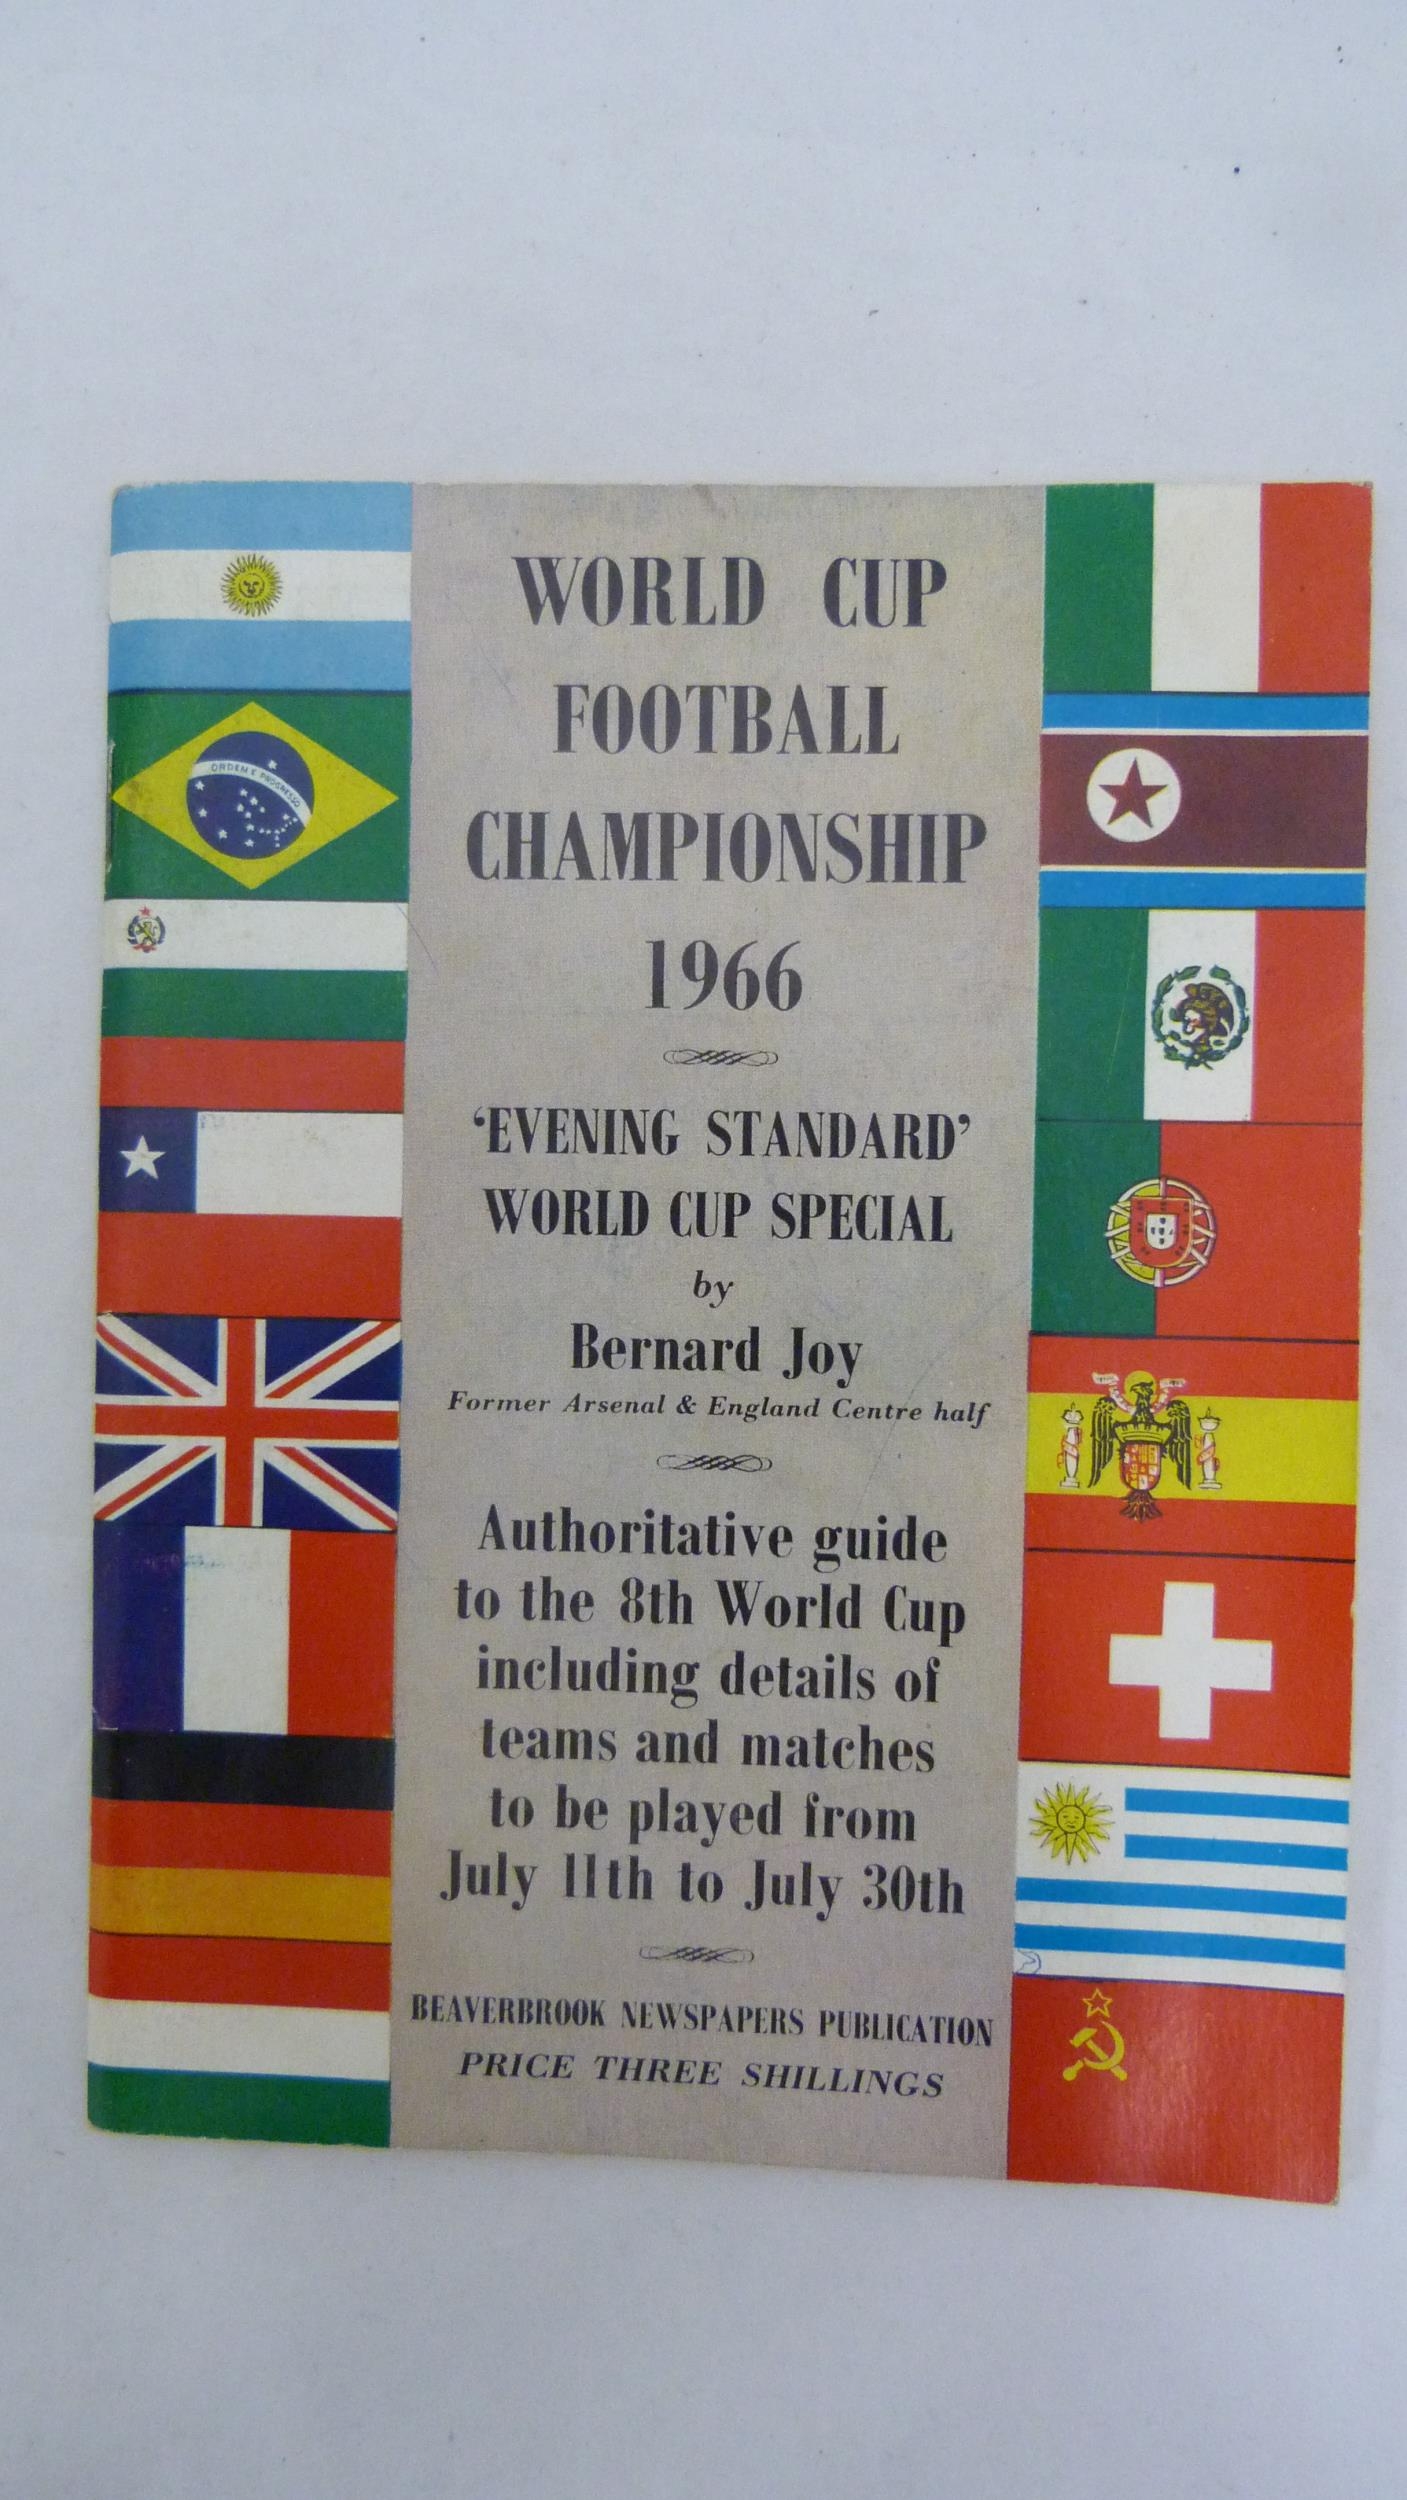 WORLD CUP
FOOTBALL
CHAMPIONSHIP
1966
‘EVENING STANDARD’
WORLD CUP SPECIAL
by
Bernard Joy
Former Arsenal & England Centre half
Authoritative guide
to the 8th World Cup
including details of
teams and matches
to be played from
July 11th to July 30th
BEAVERBROOK NEWSPAPERS PUBLICATION
PRICE THREE SHILLINGS
ORDEM E PROGRESSO